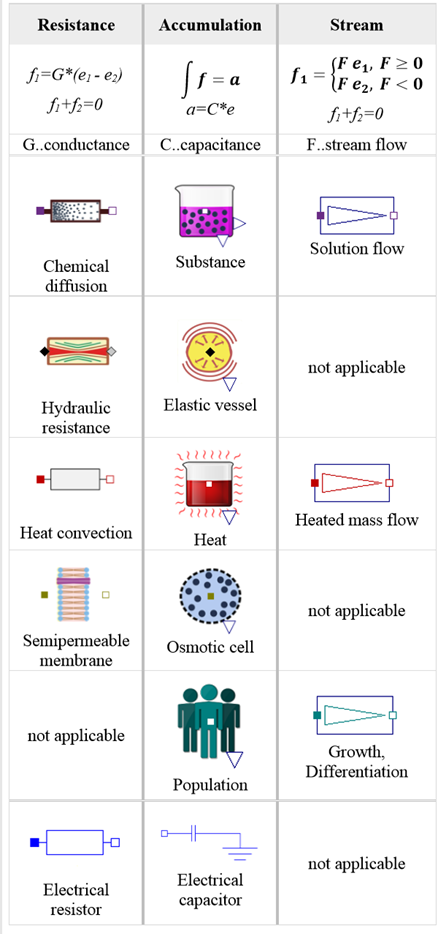 Resistance
Accumulation
Stream
f₁=G*(e₁ - e₂)
f₁+f₂=0
∫ f = a
a=C*e
f₁ = {F e₁, F ≥ 0
F e₂, F < 0
f₁+f₂=0
G..conductance
C..capacitance
F..stream flow
Chemical
diffusion
Substance
Solution flow
Hydraulic
resistance
Elastic vessel
not applicable
Heat convection
Heat
Heated mass flow
Semipermeable
membrane
Osmotic cell
not applicable
not applicable
Population
Growth,
Differentiation
Electrical
resistor
Electrical
capacitor
not applicable